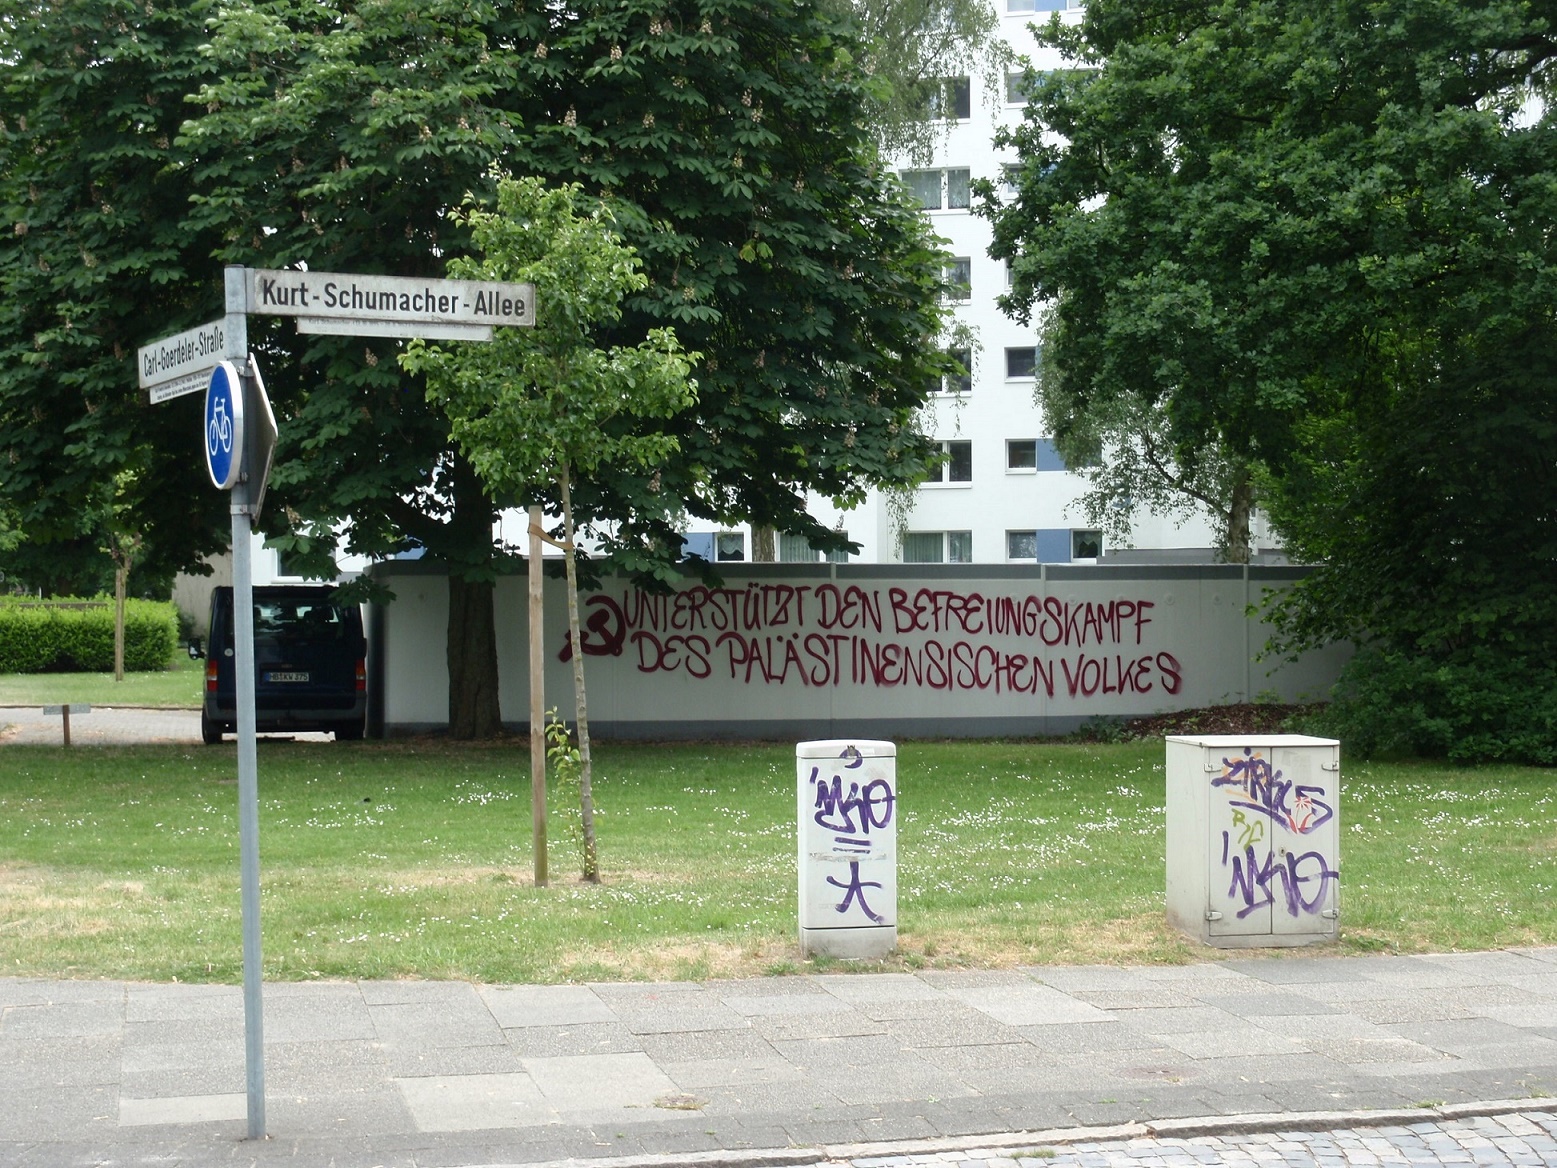 Kurt-Schumacher-Allee
Carl-Goerdeler-Straße
UNTERSTÜTZT DEN BEFREIUNGSKAMPF
DES PALÄSTINENSISCHEN VOLKES